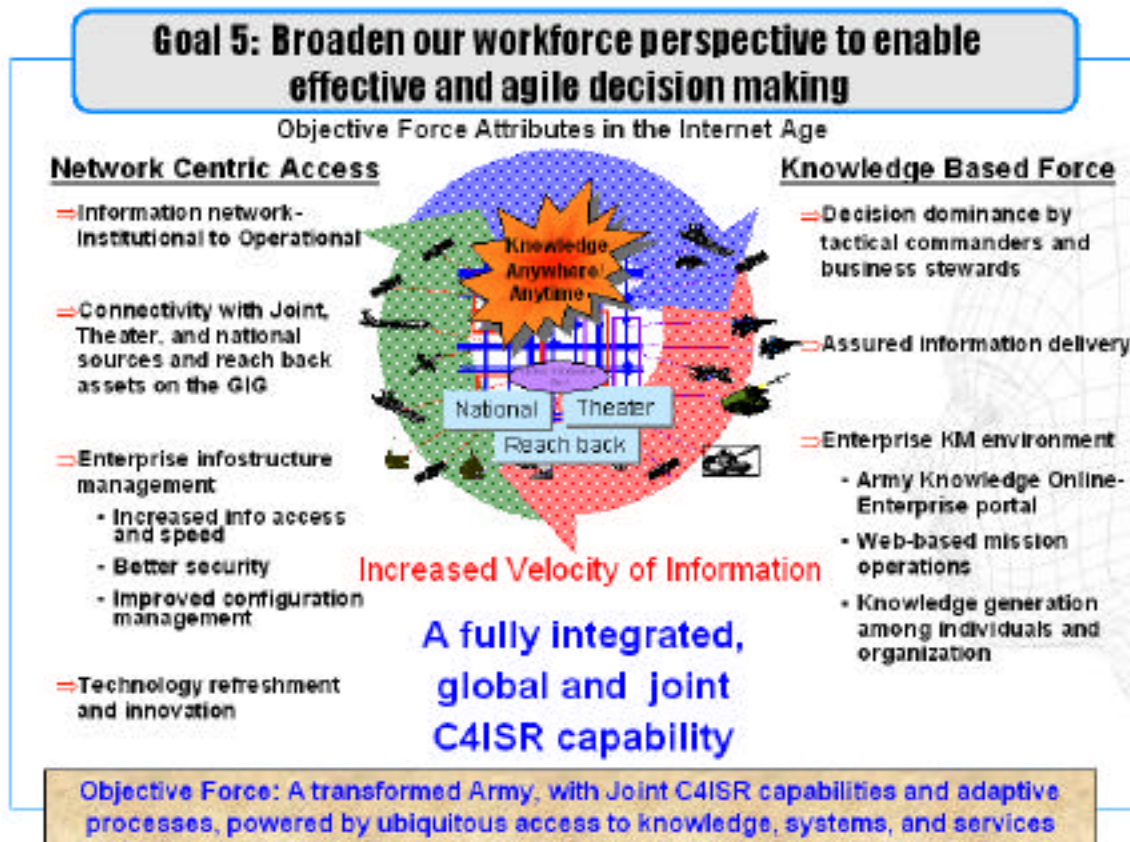 Goal 5: Broaden our workforce perspective to enable
effective and agile decision making
Objective Force Attributes in the Internet Age
Network Centric Access
⇒Information network-
Institutional to Operational
⇒Connectivity with Joint,
Theater, and national
sources and reach back
assets on the GIG
⇒Enterprise infostructure
management
- Increased info access
and speed
- Better security
- Improved configuration
management
⇒Technology refreshment
and innovation
Knowledge
Anywhere/
Anytime
National
Theater
Reach back
Increased Velocity of Information
A fully integrated,
global and joint
C4ISR capability
Knowledge Based Force
⇒Decision dominance by
tactical commanders and
business stewards
⇒Assured information delivery
⇒Enterprise KM environment
- Army Knowledge Online-
Enterprise portal
- Web-based mission
operations
- Knowledge generation
among individuals and
organization
Objective Force: A transformed Army, with Joint C4ISR capabilities and adaptive
processes, powered by ubiquitous access to knowledge, systems, and services